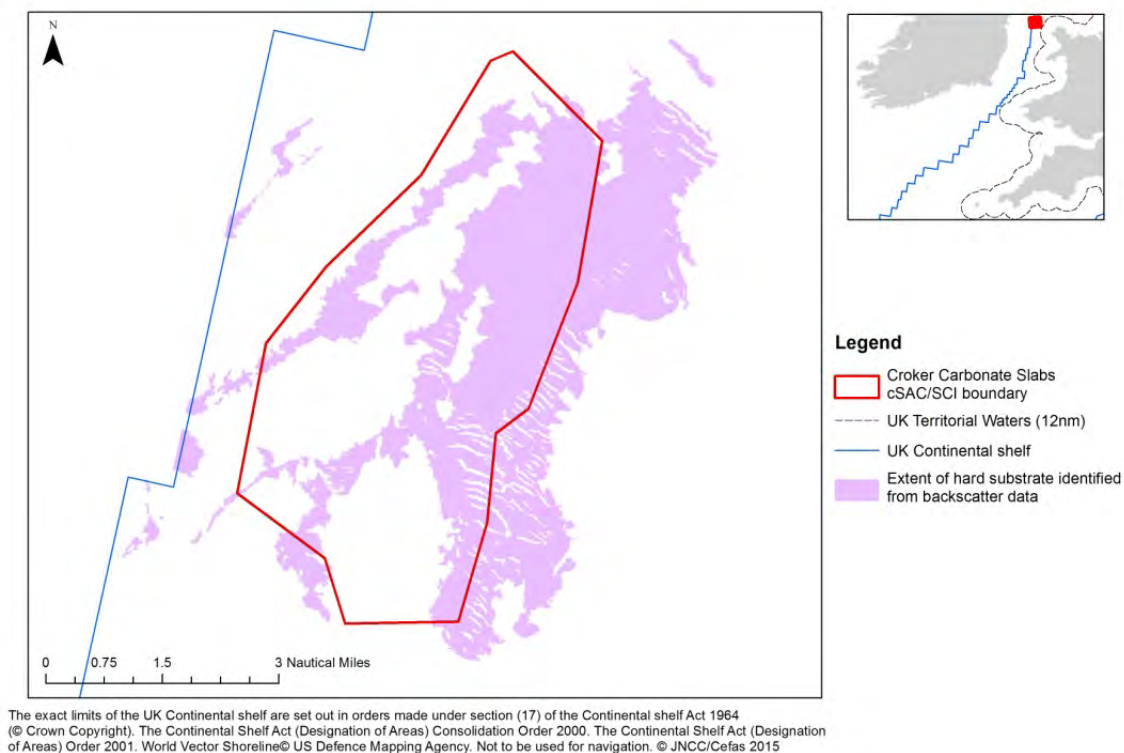 N
0 0.75 1.5 3 Nautical Miles
Legend
Croker Carbonate Slabs
cSAC/SCI boundary
UK Territorial Waters (12nm)
UK Continental shelf
Extent of hard substrate identified
from backscatter data
The exact limits of the UK Continental shelf are set out in orders made under section (17) of the Continental shelf Act 1964
(© Crown Copyright). The Continental Shelf Act (Designation of Areas) Consolidation Order 2000. The Continental Shelf Act (Designation
of Areas) Order 2001. World Vector Shoreline© US Defence Mapping Agency. Not to be used for navigation. © JNCC/Cefas 2015